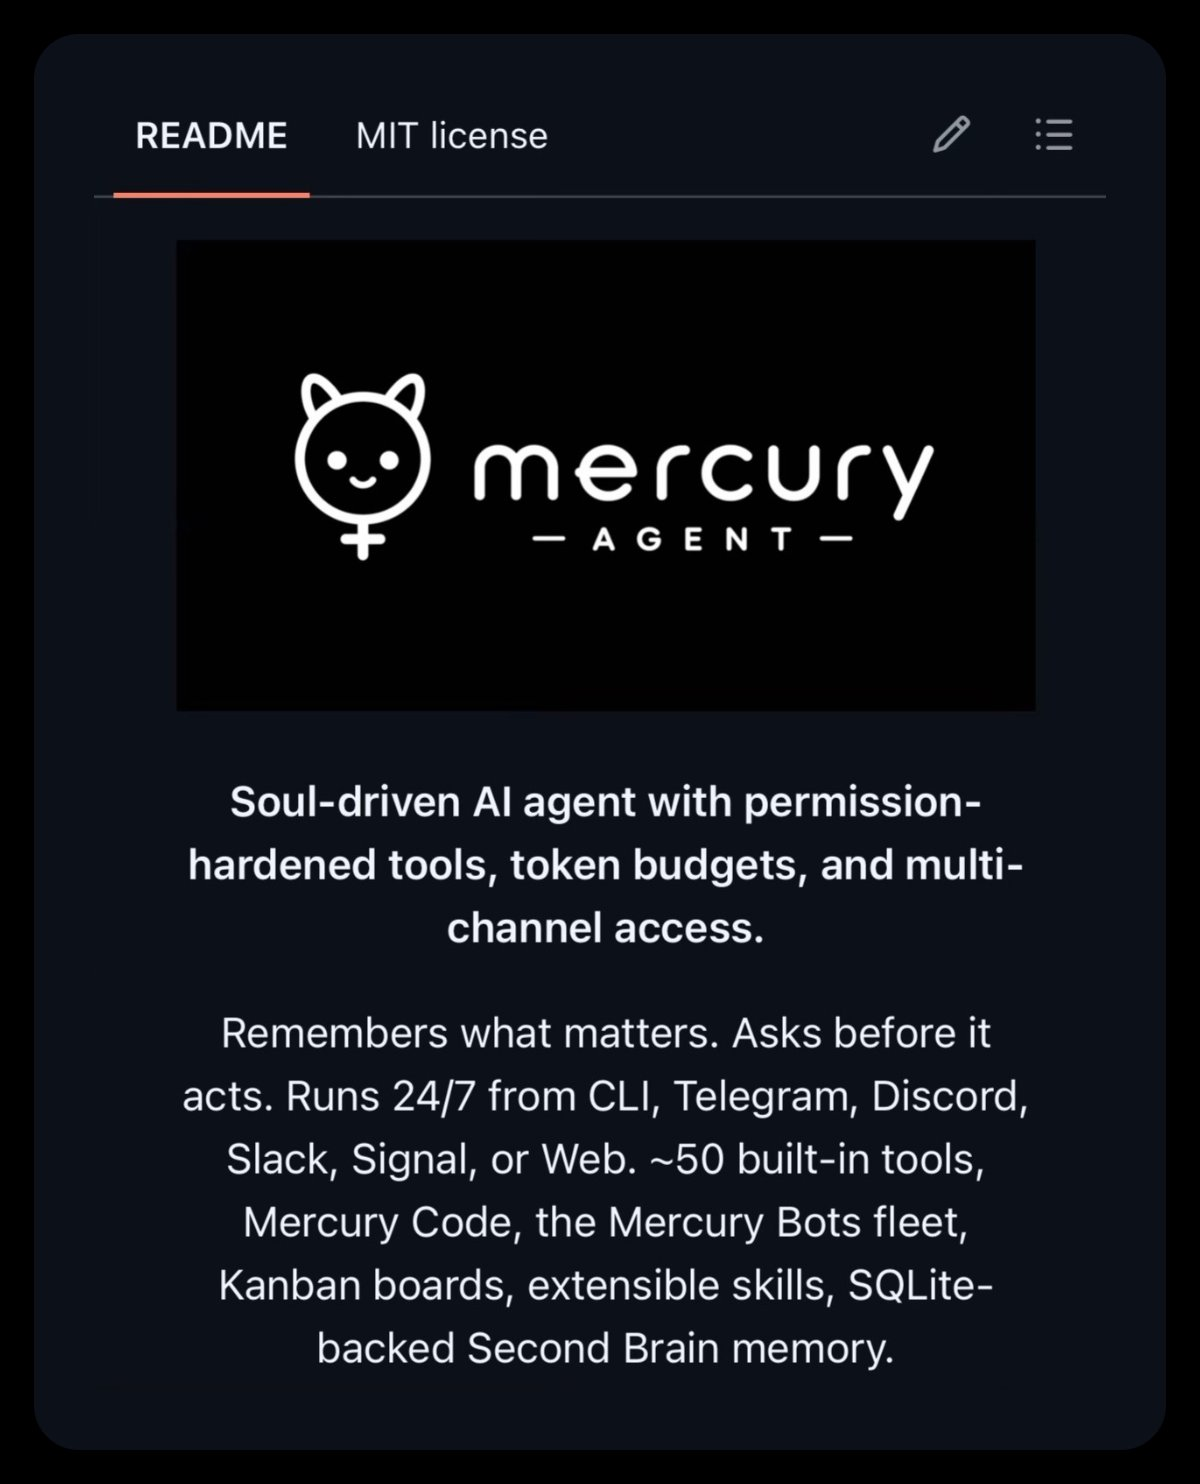 README
MIT license
mercury
— AGENT —
Soul-driven AI agent with permission-
hardened tools, token budgets, and multi-
channel access.
Remembers what matters. Asks before it
acts. Runs 24/7 from CLI, Telegram, Discord,
Slack, Signal, or Web. ~50 built-in tools,
Mercury Code, the Mercury Bots fleet,
Kanban boards, extensible skills, SQLite-
backed Second Brain memory.